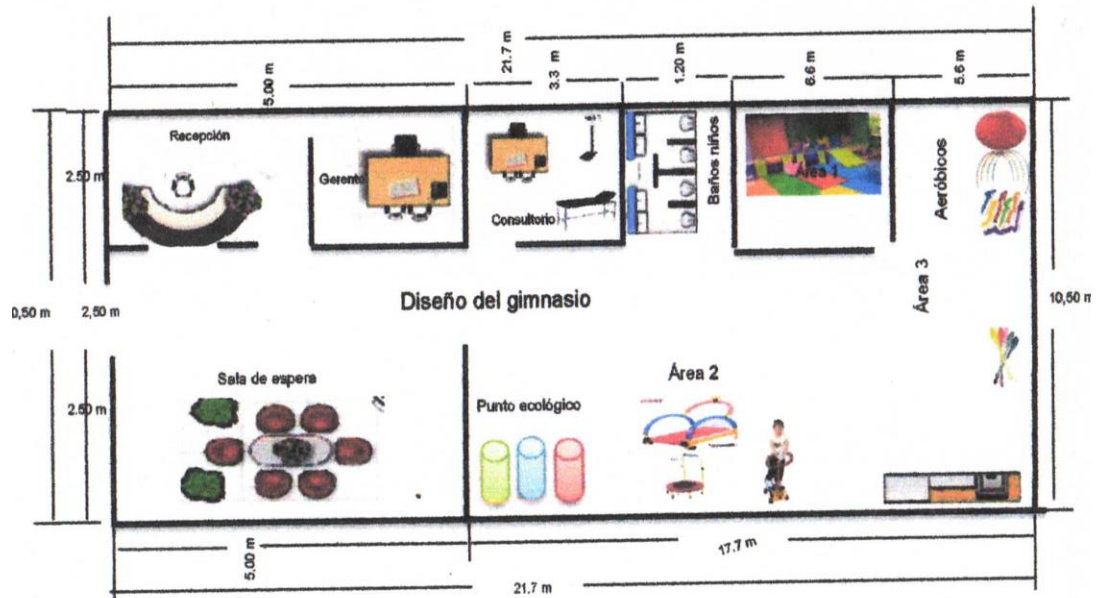 21.7 m
5.00 m
3.3 m
1.20 m
6.6 m
5.6 m
Recepción
Gerente
Consultorio
Baños niños
Área 1
Aeróbicos
2.50 m
0,50 m
2,50 m
Diseño del gimnasio
Área 3
10,50 m
Sala de espera
Área 2
Punto ecológico
2.50 m
5.00 m
17.7 m
21.7 m